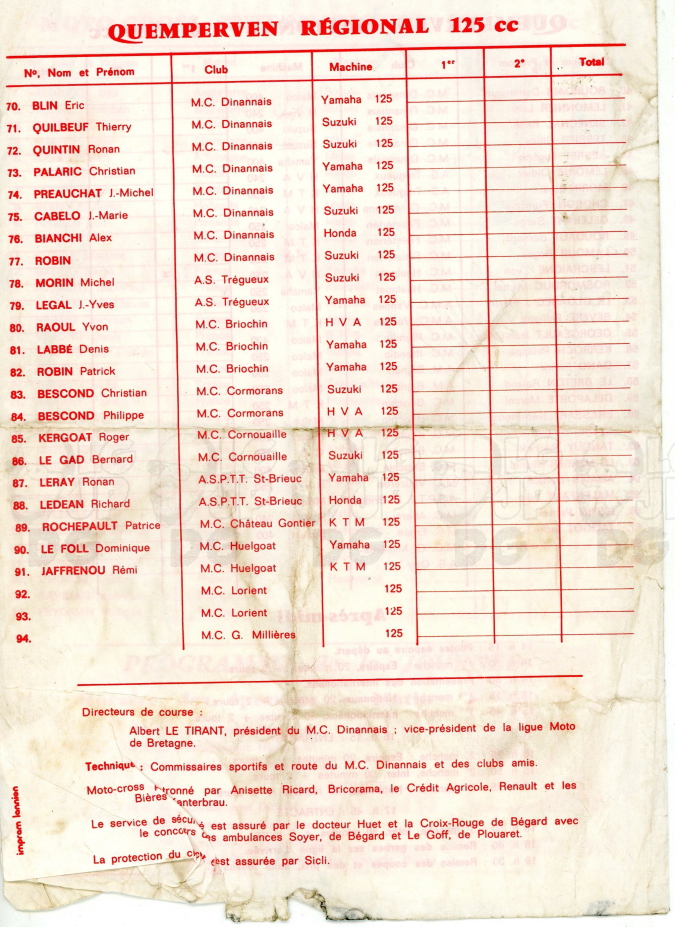 QUEMPERVEN RÉGIONAL 125 cc
N°, Nom et Prénom Club Machine 1er 2e Total
70. BLIN Eric M.C. Dinannais Yamaha 125
71. QUILBEUF Thierry M.C. Dinannais Suzuki 125
72. QUINTIN Ronan M.C. Dinannais Suzuki 125
73. PALARIC Christian M.C. Dinannais Yamaha 125
74. PREAUCHAT J.-Michel M.C. Dinannais Yamaha 125
75. CABELO J.-Marie M.C. Dinannais Suzuki 125
76. BIANCHI Alex M.C. Dinannais Honda 125
77. ROBIN M.C. Dinannais Suzuki 125
78. MORIN Michel A.S. Trégueux Suzuki 125
79. LEGAL J.-Yves A.S. Trégueux Yamaha 125
80. RAOUL Yvon M.C. Briochin H V A 125
81. LABBÉ Denis M.C. Briochin Yamaha 125
82. ROBIN Patrick M.C. Briochin Yamaha 125
83. BESCOND Christian M.C. Cormorans Suzuki 125
84. BESCOND Philippe M.C. Cormorans H V A 125
85. KERGOAT Roger M.C. Cornouaille H V A 125
86. LE GAD Bernard M.C. Cornouaille Suzuki 125
87. LERAY Ronan A.S.P.T.T. St-Brieuc Yamaha 125
88. LEDEAN Richard A.S.P.T.T. St-Brieuc Honda 125
89. ROCHEPAULT Patrice M.C. Château Gontier K T M 125
90. LE FOLL Dominique M.C. Huelgoat Yamaha 125
91. JAFFRENOU Rémi M.C. Huelgoat K T M 125
92. M.C. Lorient 125
93. M.C. Lorient 125
94. M.C. G. Millières 125
Directeurs de course :
Albert LE TIRANT, président du M.C. Dinannais ; vice-président de la ligue Moto
de Bretagne.
Technique : Commissaires sportifs et route du M.C. Dinannais et des clubs amis.
Moto-cross par Anisette Ricard, Bricorama, le Crédit Agricole, Renault et les
Bières
Le service de est assuré par le docteur Huet et la Croix-Rouge de Bégard avec
le concours ambulances Soyer, de Bégard et Le Goff, de Plouaret.
La protection du est assurée par Sicli.
improm lannion